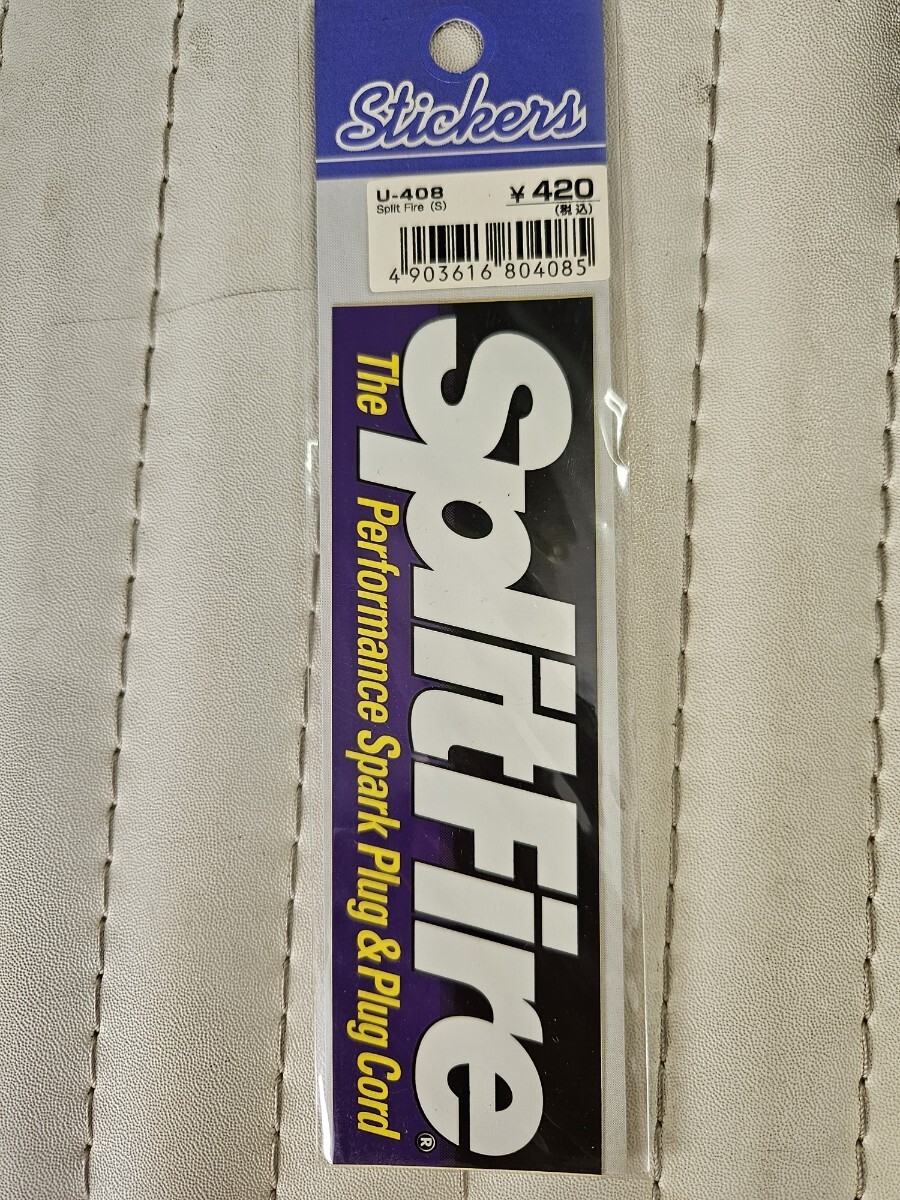 Stickers
U-408 ¥420
Split Fire (S) (税込)
4 903616 804085
SplitFire
The Performance Spark Plug & Plug Cord ®